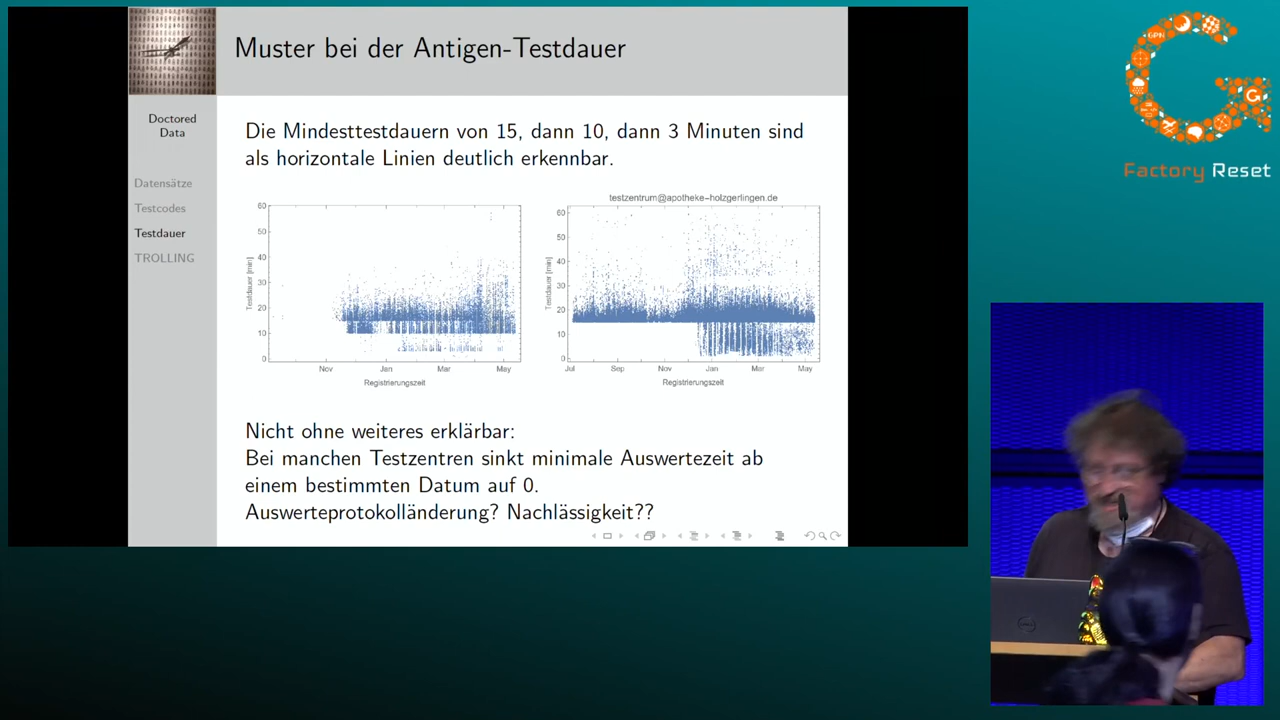 Muster bei der Antigen-Testdauer
Doctored
Data
Datensätze
Testcodes
Testdauer
TROLLING
Die Mindesttestdauern von 15, dann 10, dann 3 Minuten sind
als horizontale Linien deutlich erkennbar.
60
50
40
30
20
10
0
Testdauer [min]
Nov
Jan
Mar
May
Registrierungszeit
testzentrum@apotheke-holzgerlingen.de
60
50
40
30
20
10
0
Testdauer [min]
Jul
Sep
Nov
Jan
Mar
May
Registrierungszeit
Nicht ohne weiteres erklärbar:
Bei manchen Testzentren sinkt minimale Auswertezeit ab
einem bestimmten Datum auf 0.
Auswerteprotokolländerung? Nachlässigkeit??
GPN
G
Factory Reset
DELL